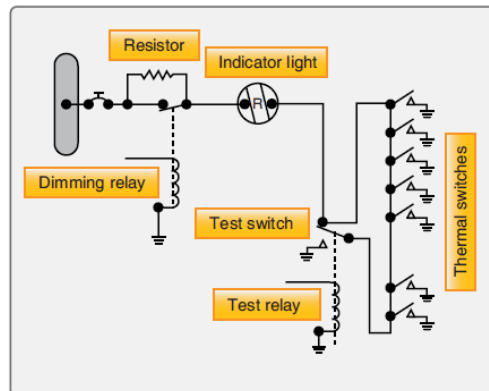 Resistor
Indicator light
R
Dimming relay
Test switch
Test relay
Thermal switches